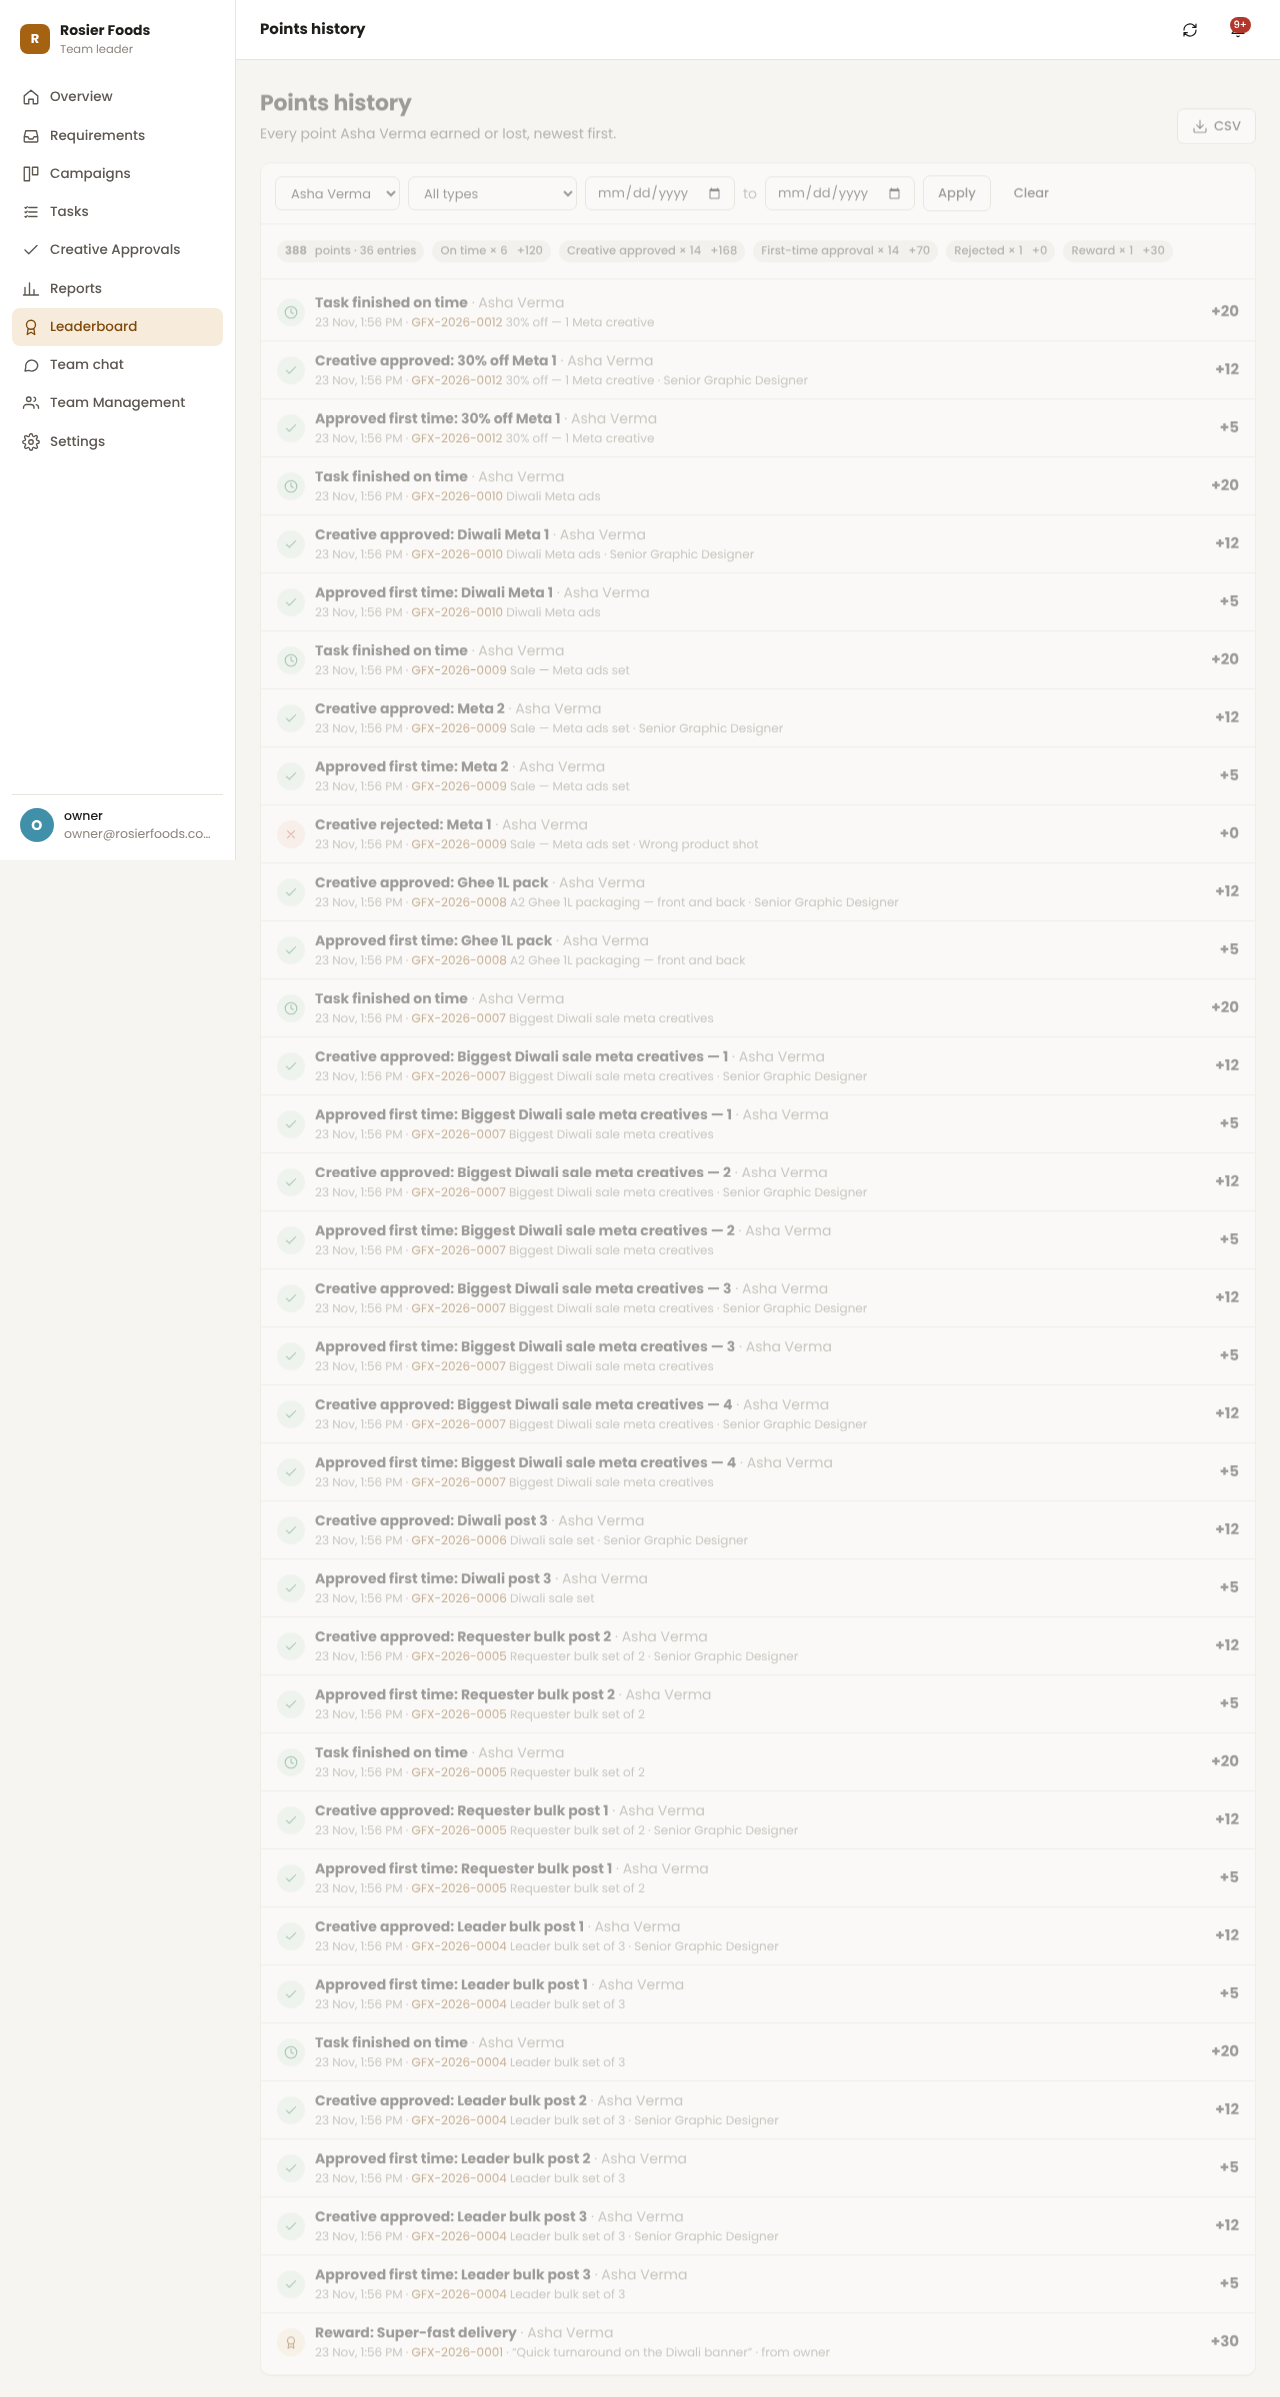 R
Rosier Foods
Team leader
Overview
Requirements
Campaigns
Tasks
Creative Approvals
Reports
Leaderboard
Team chat
Team Management
Settings
O
owner
owner@rosierfoods.co...
Points history
9+
Points history
Every point Asha Verma earned or lost, newest first.
CSV
Asha Verma All types mm/dd/yyyy to mm/dd/yyyy Apply Clear
388 points · 36 entries On time × 6 +120 Creative approved × 14 +168 First-time approval × 14 +70 Rejected × 1 +0 Reward × 1 +30
Task finished on time · Asha Verma
23 Nov, 1:56 PM · GFX-2026-0012 30% off — 1 Meta creative
+20
Creative approved: 30% off Meta 1 · Asha Verma
23 Nov, 1:56 PM · GFX-2026-0012 30% off — 1 Meta creative · Senior Graphic Designer
+12
Approved first time: 30% off Meta 1 · Asha Verma
23 Nov, 1:56 PM · GFX-2026-0012 30% off — 1 Meta creative
+5
Task finished on time · Asha Verma
23 Nov, 1:56 PM · GFX-2026-0010 Diwali Meta ads
+20
Creative approved: Diwali Meta 1 · Asha Verma
23 Nov, 1:56 PM · GFX-2026-0010 Diwali Meta ads · Senior Graphic Designer
+12
Approved first time: Diwali Meta 1 · Asha Verma
23 Nov, 1:56 PM · GFX-2026-0010 Diwali Meta ads
+5
Task finished on time · Asha Verma
23 Nov, 1:56 PM · GFX-2026-0009 Sale — Meta ads set
+20
Creative approved: Meta 2 · Asha Verma
23 Nov, 1:56 PM · GFX-2026-0009 Sale — Meta ads set · Senior Graphic Designer
+12
Approved first time: Meta 2 · Asha Verma
23 Nov, 1:56 PM · GFX-2026-0009 Sale — Meta ads set
+5
Creative rejected: Meta 1 · Asha Verma
23 Nov, 1:56 PM · GFX-2026-0009 Sale — Meta ads set · Wrong product shot
+0
Creative approved: Ghee 1L pack · Asha Verma
23 Nov, 1:56 PM · GFX-2026-0008 A2 Ghee 1L packaging — front and back · Senior Graphic Designer
+12
Approved first time: Ghee 1L pack · Asha Verma
23 Nov, 1:56 PM · GFX-2026-0008 A2 Ghee 1L packaging — front and back
+5
Task finished on time · Asha Verma
23 Nov, 1:56 PM · GFX-2026-0007 Biggest Diwali sale meta creatives
+20
Creative approved: Biggest Diwali sale meta creatives — 1 · Asha Verma
23 Nov, 1:56 PM · GFX-2026-0007 Biggest Diwali sale meta creatives · Senior Graphic Designer
+12
Approved first time: Biggest Diwali sale meta creatives — 1 · Asha Verma
23 Nov, 1:56 PM · GFX-2026-0007 Biggest Diwali sale meta creatives
+5
Creative approved: Biggest Diwali sale meta creatives — 2 · Asha Verma
23 Nov, 1:56 PM · GFX-2026-0007 Biggest Diwali sale meta creatives · Senior Graphic Designer
+12
Approved first time: Biggest Diwali sale meta creatives — 2 · Asha Verma
23 Nov, 1:56 PM · GFX-2026-0007 Biggest Diwali sale meta creatives
+5
Creative approved: Biggest Diwali sale meta creatives — 3 · Asha Verma
23 Nov, 1:56 PM · GFX-2026-0007 Biggest Diwali sale meta creatives · Senior Graphic Designer
+12
Approved first time: Biggest Diwali sale meta creatives — 3 · Asha Verma
23 Nov, 1:56 PM · GFX-2026-0007 Biggest Diwali sale meta creatives
+5
Creative approved: Biggest Diwali sale meta creatives — 4 · Asha Verma
23 Nov, 1:56 PM · GFX-2026-0007 Biggest Diwali sale meta creatives · Senior Graphic Designer
+12
Approved first time: Biggest Diwali sale meta creatives — 4 · Asha Verma
23 Nov, 1:56 PM · GFX-2026-0007 Biggest Diwali sale meta creatives
+5
Creative approved: Diwali post 3 · Asha Verma
23 Nov, 1:56 PM · GFX-2026-0006 Diwali sale set · Senior Graphic Designer
+12
Approved first time: Diwali post 3 · Asha Verma
23 Nov, 1:56 PM · GFX-2026-0006 Diwali sale set
+5
Creative approved: Requester bulk post 2 · Asha Verma
23 Nov, 1:56 PM · GFX-2026-0005 Requester bulk set of 2 · Senior Graphic Designer
+12
Approved first time: Requester bulk post 2 · Asha Verma
23 Nov, 1:56 PM · GFX-2026-0005 Requester bulk set of 2
+5
Task finished on time · Asha Verma
23 Nov, 1:56 PM · GFX-2026-0005 Requester bulk set of 2
+20
Creative approved: Requester bulk post 1 · Asha Verma
23 Nov, 1:56 PM · GFX-2026-0005 Requester bulk set of 2 · Senior Graphic Designer
+12
Approved first time: Requester bulk post 1 · Asha Verma
23 Nov, 1:56 PM · GFX-2026-0005 Requester bulk set of 2
+5
Creative approved: Leader bulk post 1 · Asha Verma
23 Nov, 1:56 PM · GFX-2026-0004 Leader bulk set of 3 · Senior Graphic Designer
+12
Approved first time: Leader bulk post 1 · Asha Verma
23 Nov, 1:56 PM · GFX-2026-0004 Leader bulk set of 3
+5
Task finished on time · Asha Verma
23 Nov, 1:56 PM · GFX-2026-0004 Leader bulk set of 3
+20
Creative approved: Leader bulk post 2 · Asha Verma
23 Nov, 1:56 PM · GFX-2026-0004 Leader bulk set of 3 · Senior Graphic Designer
+12
Approved first time: Leader bulk post 2 · Asha Verma
23 Nov, 1:56 PM · GFX-2026-0004 Leader bulk set of 3
+5
Creative approved: Leader bulk post 3 · Asha Verma
23 Nov, 1:56 PM · GFX-2026-0004 Leader bulk set of 3 · Senior Graphic Designer
+12
Approved first time: Leader bulk post 3 · Asha Verma
23 Nov, 1:56 PM · GFX-2026-0004 Leader bulk set of 3
+5
Reward: Super-fast delivery · Asha Verma
23 Nov, 1:56 PM · GFX-2026-0001 · “Quick turnaround on the Diwali banner” · from owner
+30